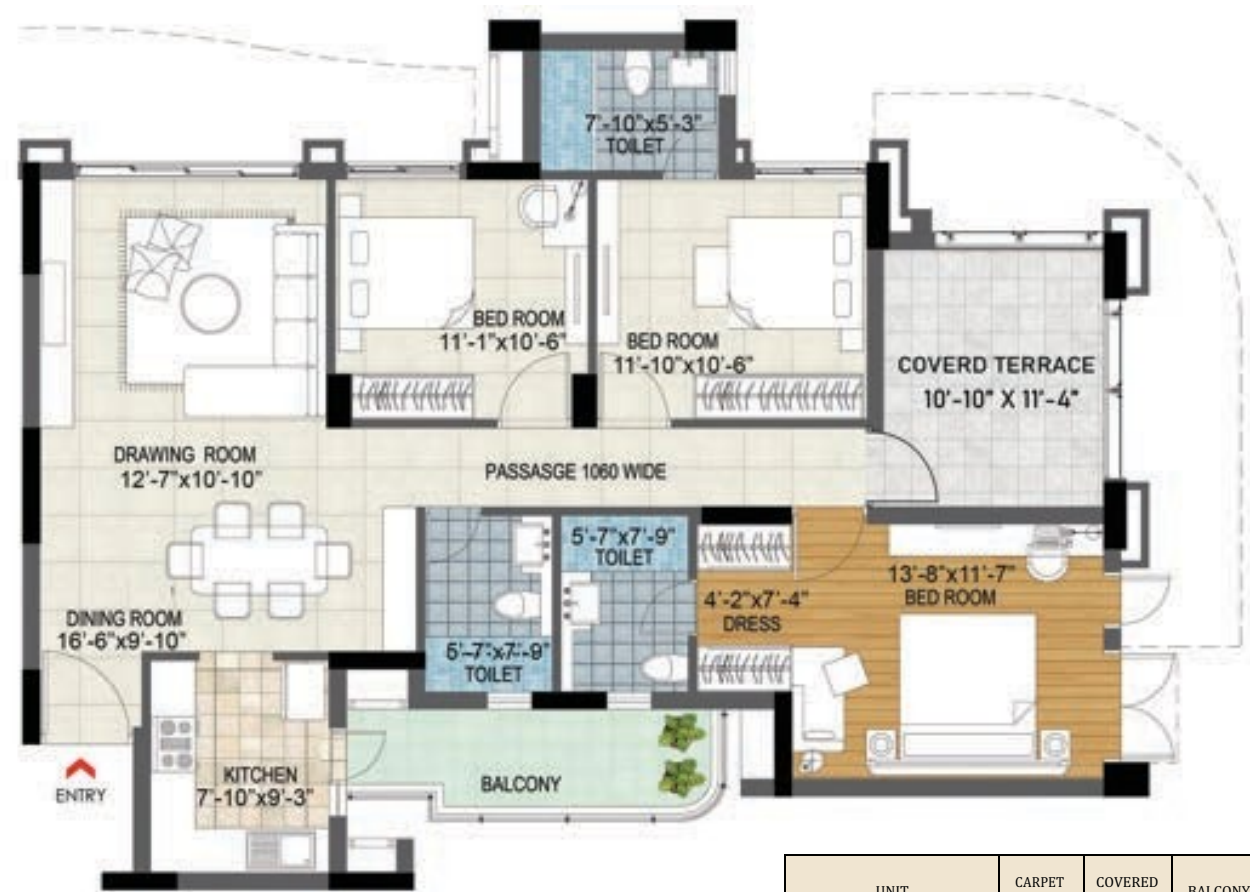 7'-10"x5'-3"
TOILET
BED ROOM
11'-1"x10'-6"
BED ROOM
11'-10"x10'-6"
COVERD TERRACE
10'-10" X 11'-4"
DRAWING ROOM
12'-7"x10'-10"
PASSASGE 1060 WIDE
5'-7"x7'-9"
TOILET
13'-8"x11'-7"
BED ROOM
4'-2"x7'-4"
DRESS
DINING ROOM
16'-6"x9'-10"
5'-7"x7'-9"
TOILET
KITCHEN
7'-10"x9'-3"
BALCONY
ENTRY
UNIT
CARPET
COVERED
BALCONY